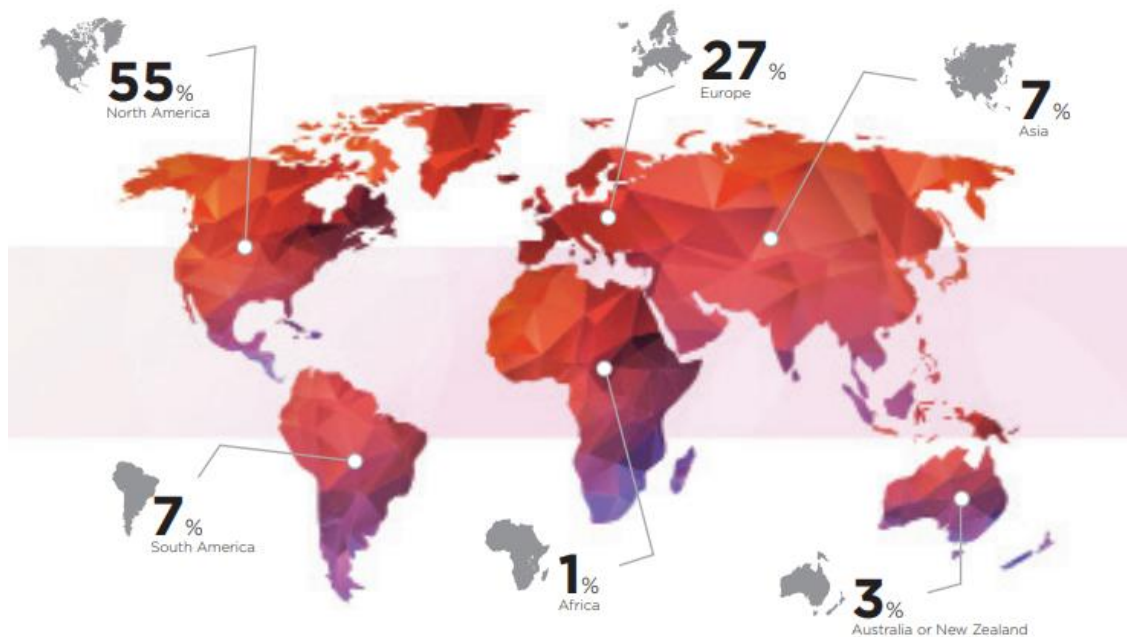 55%
North America
27%
Europe
7%
Asia
7%
South America
1%
Africa
3%
Australia or New Zealand